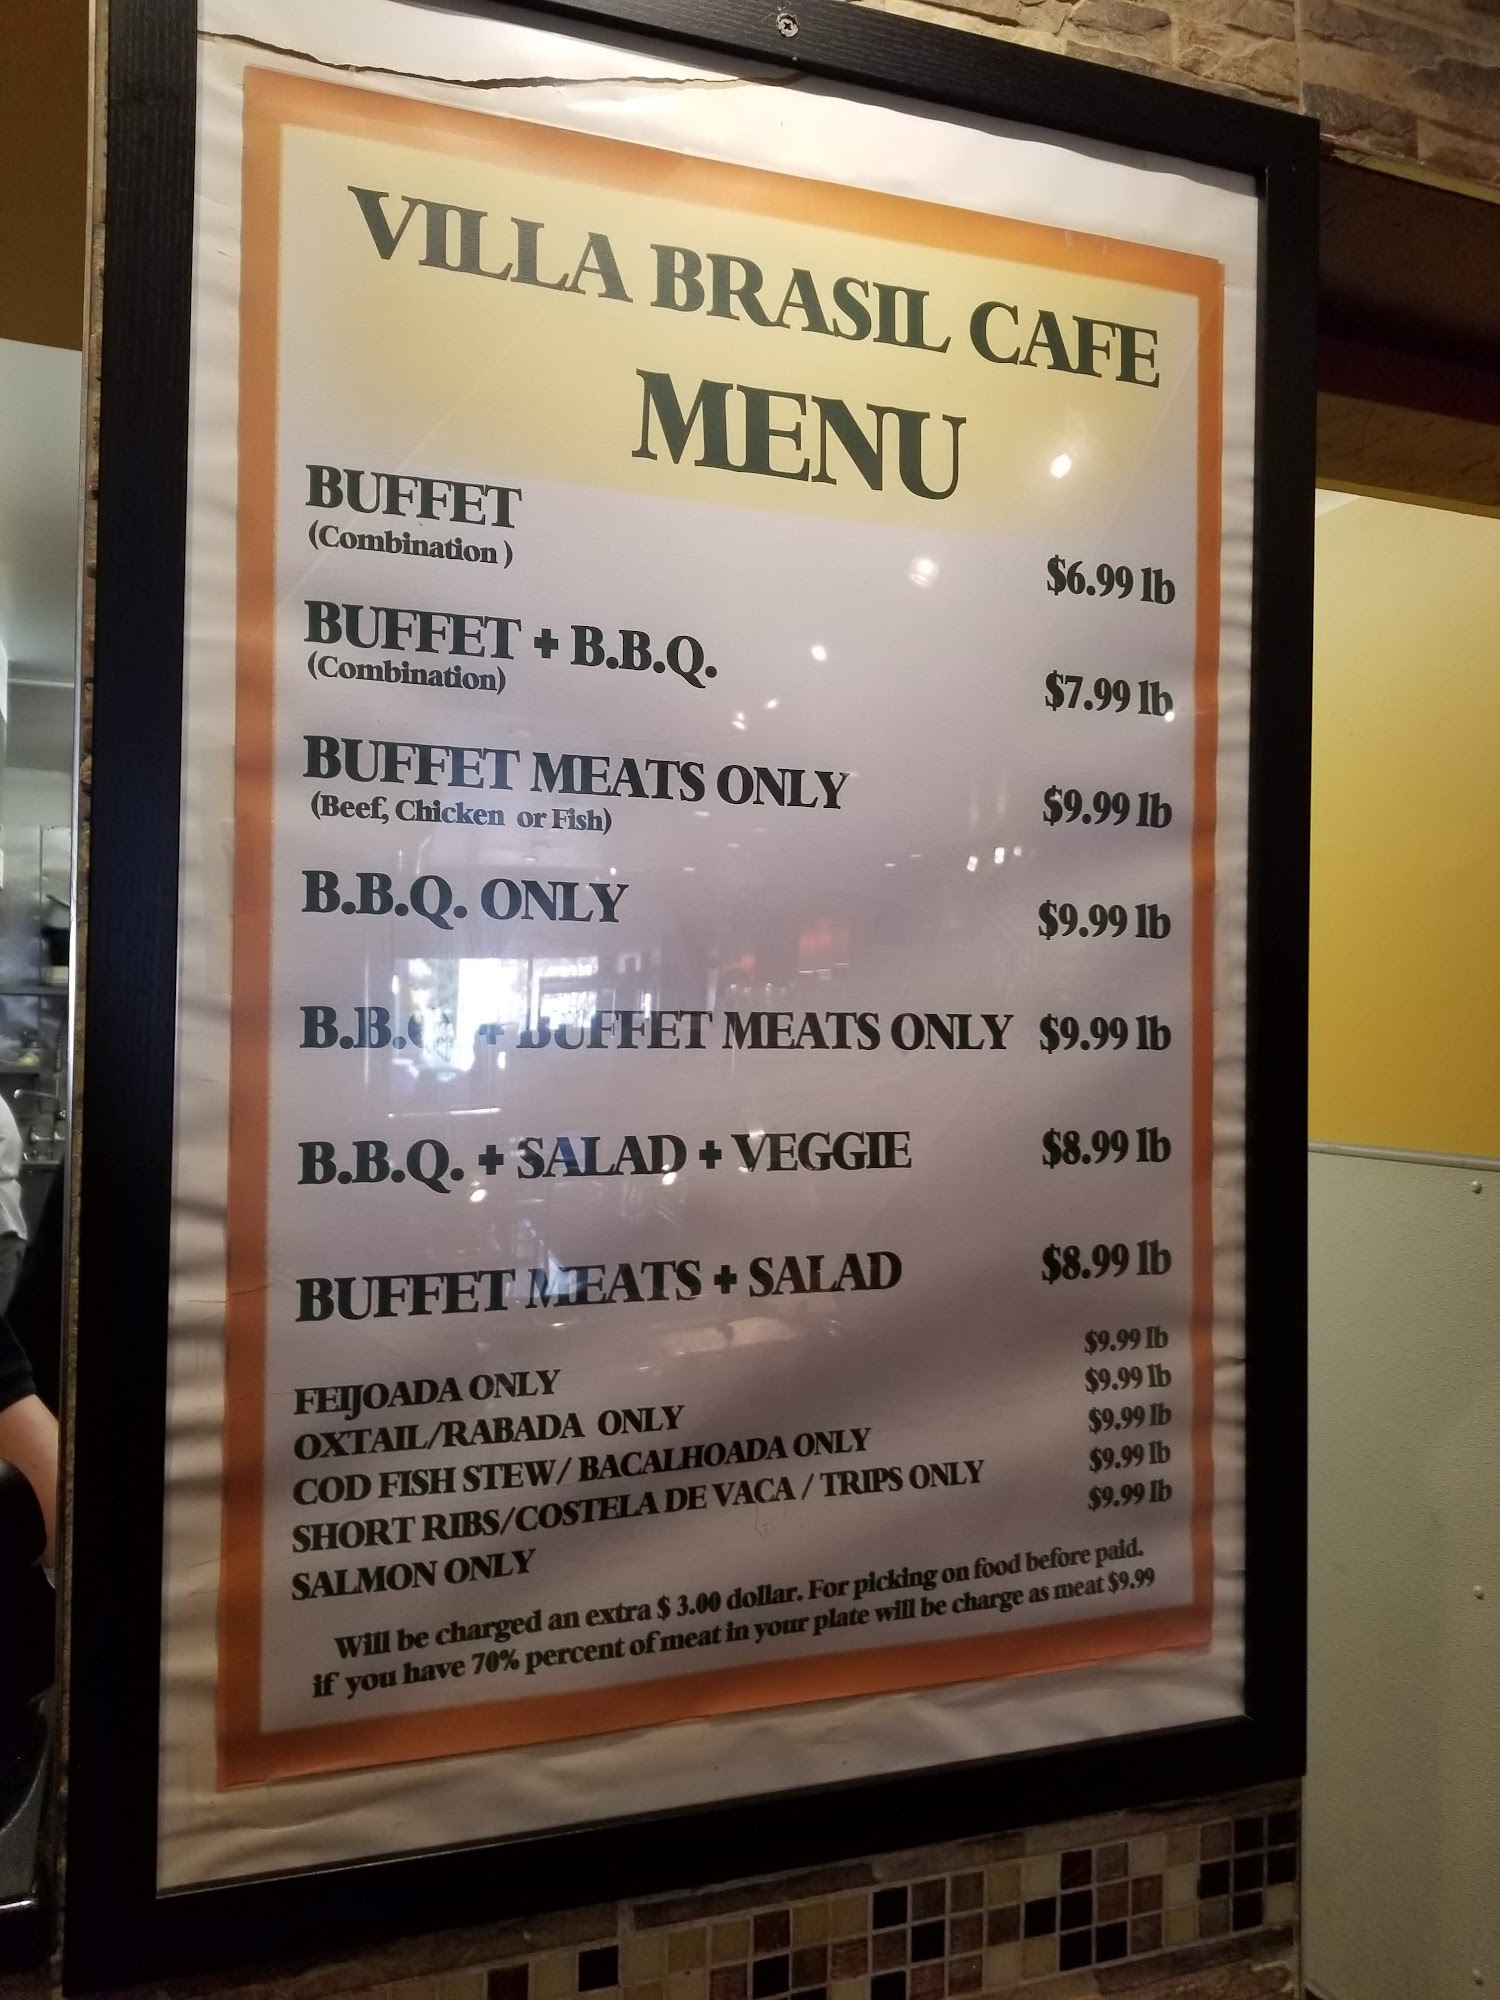 VILLA BRASIL CAFE
MENU
BUFFET
(Combination )
$6.99 lb
BUFFET + B.B.Q.
(Combination)
$7.99 lb
BUFFET MEATS ONLY
(Beef, Chicken or Fish)
$9.99 lb
B.B.Q. ONLY $9.99 lb
B.B.Q. + BUFFET MEATS ONLY $9.99 lb
B.B.Q. + SALAD + VEGGIE $8.99 lb
BUFFET MEATS + SALAD $8.99 lb
FEIJOADA ONLY $9.99 lb
OXTAIL/RABADA ONLY $9.99 lb
COD FISH STEW/ BACALHOADA ONLY $9.99 lb
SHORT RIBS/COSTELA DE VACA / TRIPS ONLY $9.99 lb
SALMON ONLY $9.99 lb
Will be charged an extra $ 3.00 dollar. For picking on food before paid.
if you have 70% percent of meat in your plate will be charge as meat $9.99